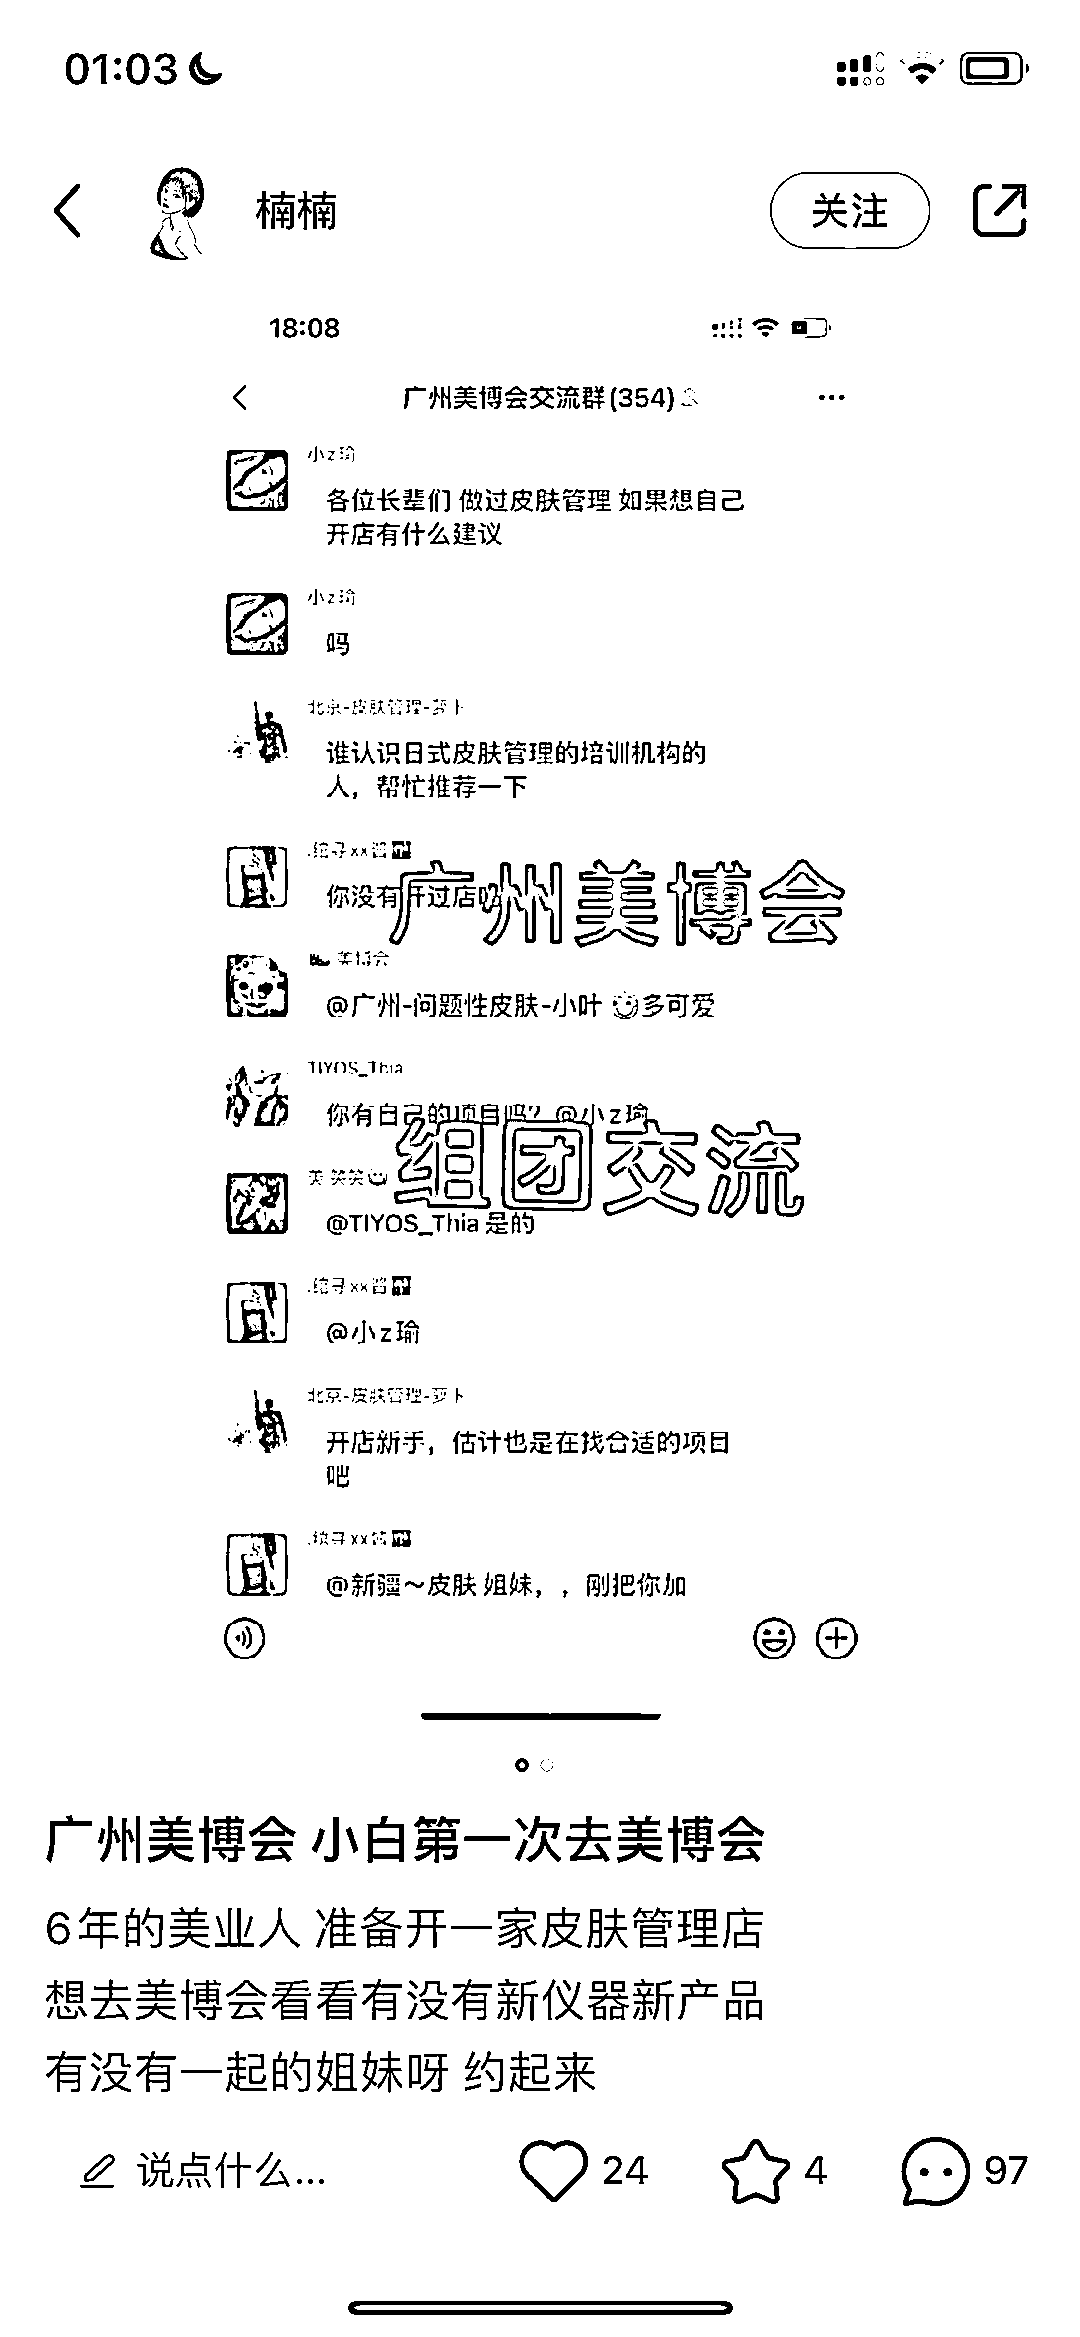 01:03
楠楠
关注
18:08
广州美博会交流群(354)
小z瑜
各位长辈们 做过皮肤管理 如果想自己
开店有什么建议
小z瑜
吗
北京-皮肤管理-萝卜
谁认识日式皮肤管理的培训机构的
人，帮忙推荐一下
你没有开过店吗
广州美博会
美博会
@广州-问题性皮肤-小叶 多可爱
TIYOS_Thia
你有自己的项目吗？@小z瑜
组团交流
美 笑笑
@TIYOS_Thia 是的
@小z瑜
北京-皮肤管理-萝卜
开店新手，估计也是在找合适的项目
吧
@新疆～皮肤 姐妹，，刚把你加
广州美博会 小白第一次去美博会
6年的美业人 准备开一家皮肤管理店
想去美博会看看有没有新仪器新产品
有没有一起的姐妹呀 约起来
说点什么...
24
4
97